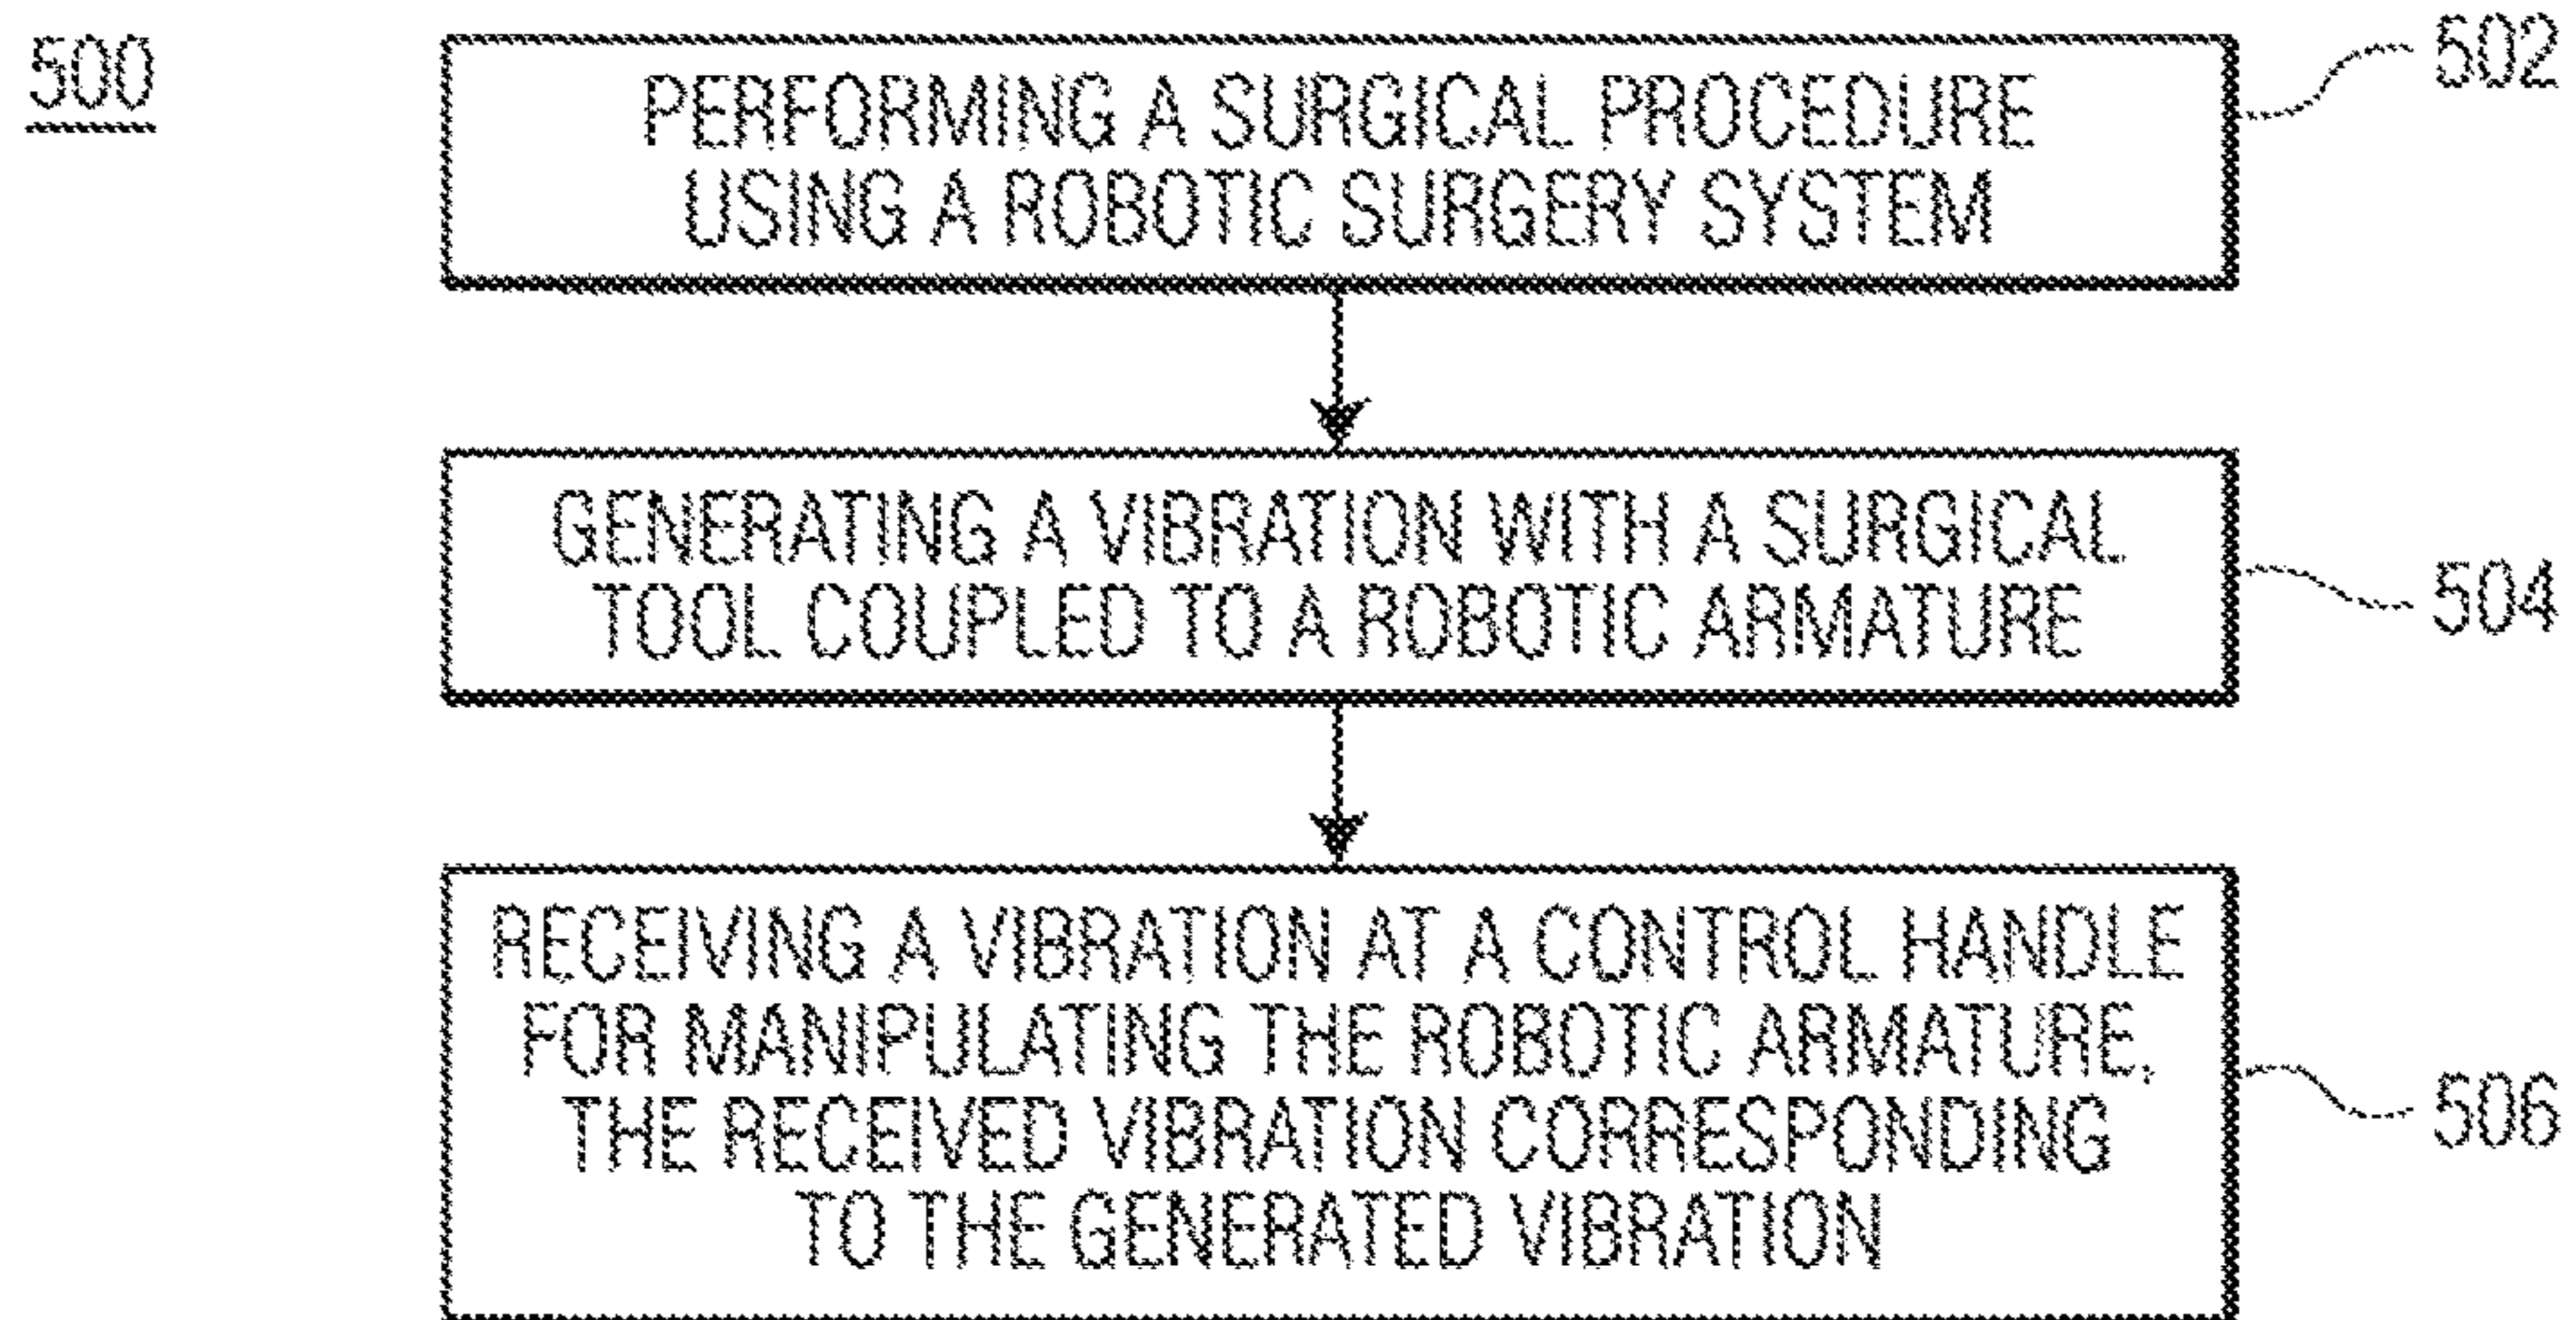 500
PERFORMING A SURGICAL PROCEDURE
USING A ROBOTIC SURGERY SYSTEM
502
GENERATING A VIBRATION WITH A SURGICAL
TOOL COUPLED TO A ROBOTIC ARMATURE
504
RECEIVING A VIBRATION AT A CONTROL HANDLE
FOR MANIPULATING THE ROBOTIC ARMATURE,
THE RECEIVED VIBRATION CORRESPONDING
TO THE GENERATED VIBRATION
506